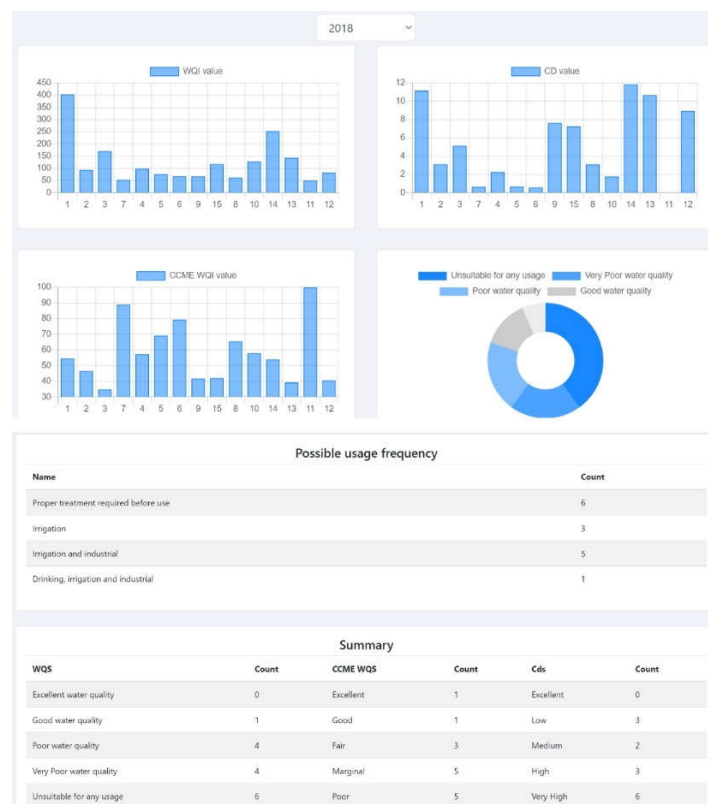 2018
WQI value
450
400
350
300
250
200
150
100
50
0
1 2 3 7 4 5 6 9 15 8 10 14 13 11 12
CD value
12
10
8
6
4
2
0
1 2 3 7 4 5 6 9 15 8 10 14 13 11 12
CCME WQI value
100
90
80
70
60
50
40
30
1 2 3 7 4 5 6 9 15 8 10 14 13 11 12
Unsuitable for any usage Very Poor water quality
Poor water quality Good water quality
Possible usage frequency
Name Count
Proper treatment required before use 6
Irrigation 3
Irrigation and industrial 5
Drinking, irrigation and industrial 1
Summary
WQS Count CCME WQS Count Cds Count
Excellent water quality 0 Excellent 1 Excellent 0
Good water quality 1 Good 1 Low 3
Poor water quality 4 Fair 3 Medium 2
Very Poor water quality 4 Marginal 5 High 3
Unsuitable for any usage 6 Poor 5 Very High 6